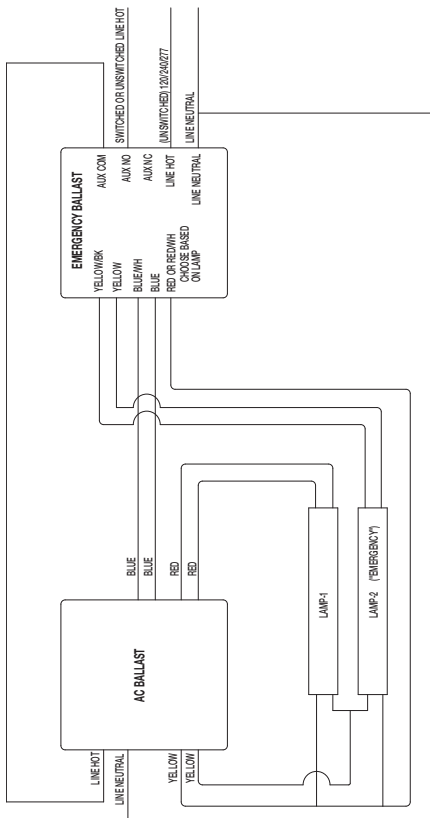 SWITCHED OR UNSWITCHED LINE HOT
(UNSWITCHED) 120/240/277
LINE NEUTRAL
EMERGENCY BALLAST
AUX COM
AUX NO
AUX NC
LINE HOT
LINE NEUTRAL
YELLOW/BK
YELLOW
BLUE/WH
BLUE
RED OR RED/WH
CHOOSE BASED
ON LAMP
BLUE
BLUE
RED
RED
AC BALLAST
LINE HOT
LINE NEUTRAL
YELLOW
YELLOW
LAMP-1
LAMP-2 ("EMERGENCY")